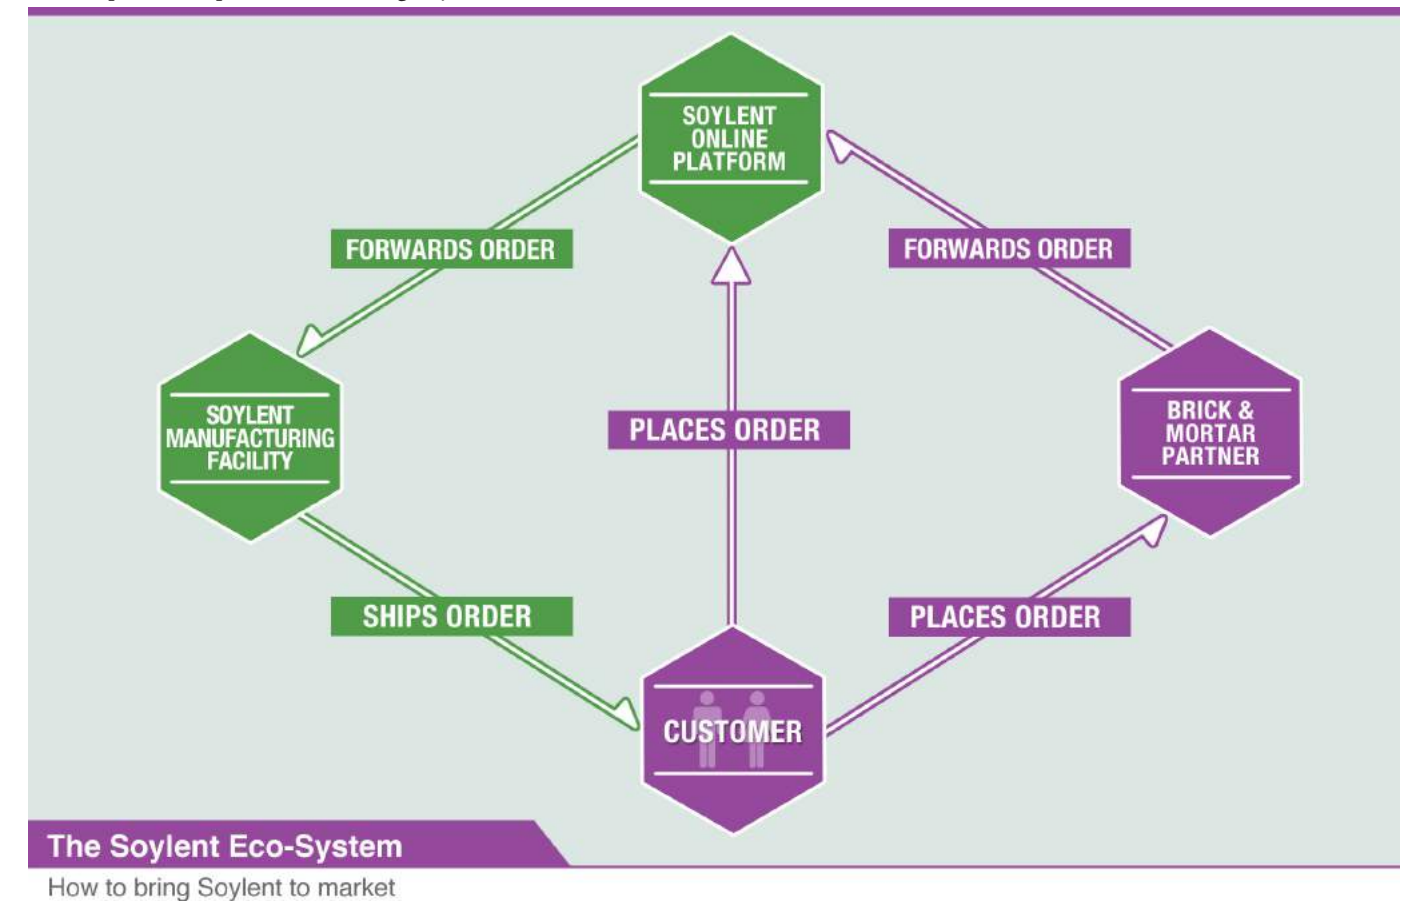 SOYLENT
ONLINE
PLATFORM
FORWARDS ORDER
FORWARDS ORDER
SOYLENT
MANUFACTURING
FACILITY
PLACES ORDER
BRICK &
MORTAR
PARTNER
SHIPS ORDER
PLACES ORDER
CUSTOMER
The Soylent Eco-System
How to bring Soylent to market